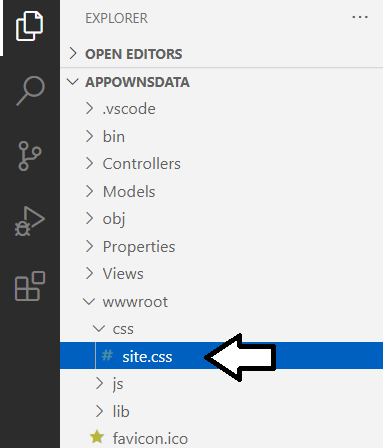 EXPLORER
OPEN EDITORS
APPOWNSDATA
.vscode
bin
Controllers
Models
obj
Properties
Views
wwwroot
css
# site.css
js
lib
favicon.ico